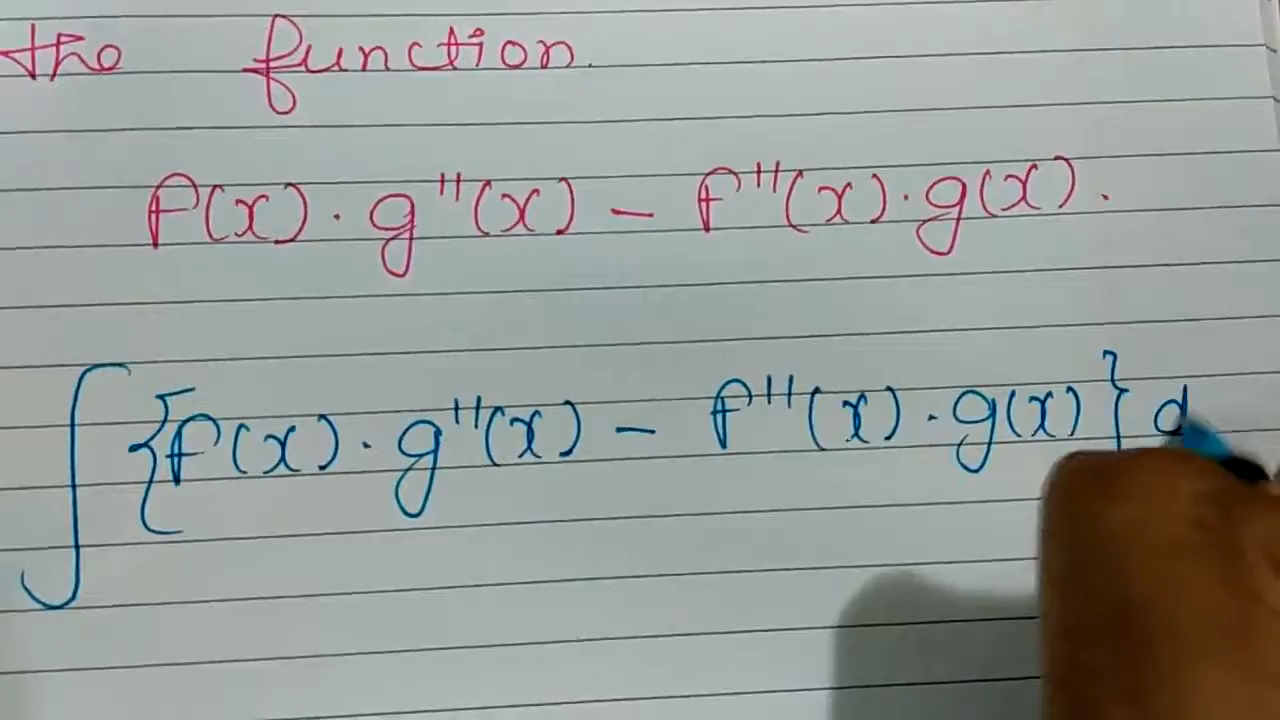 the function.
f(x) · g"(x) – f"(x) · g(x).
∫ {f(x) · g"(x) – f"(x) · g(x)} d